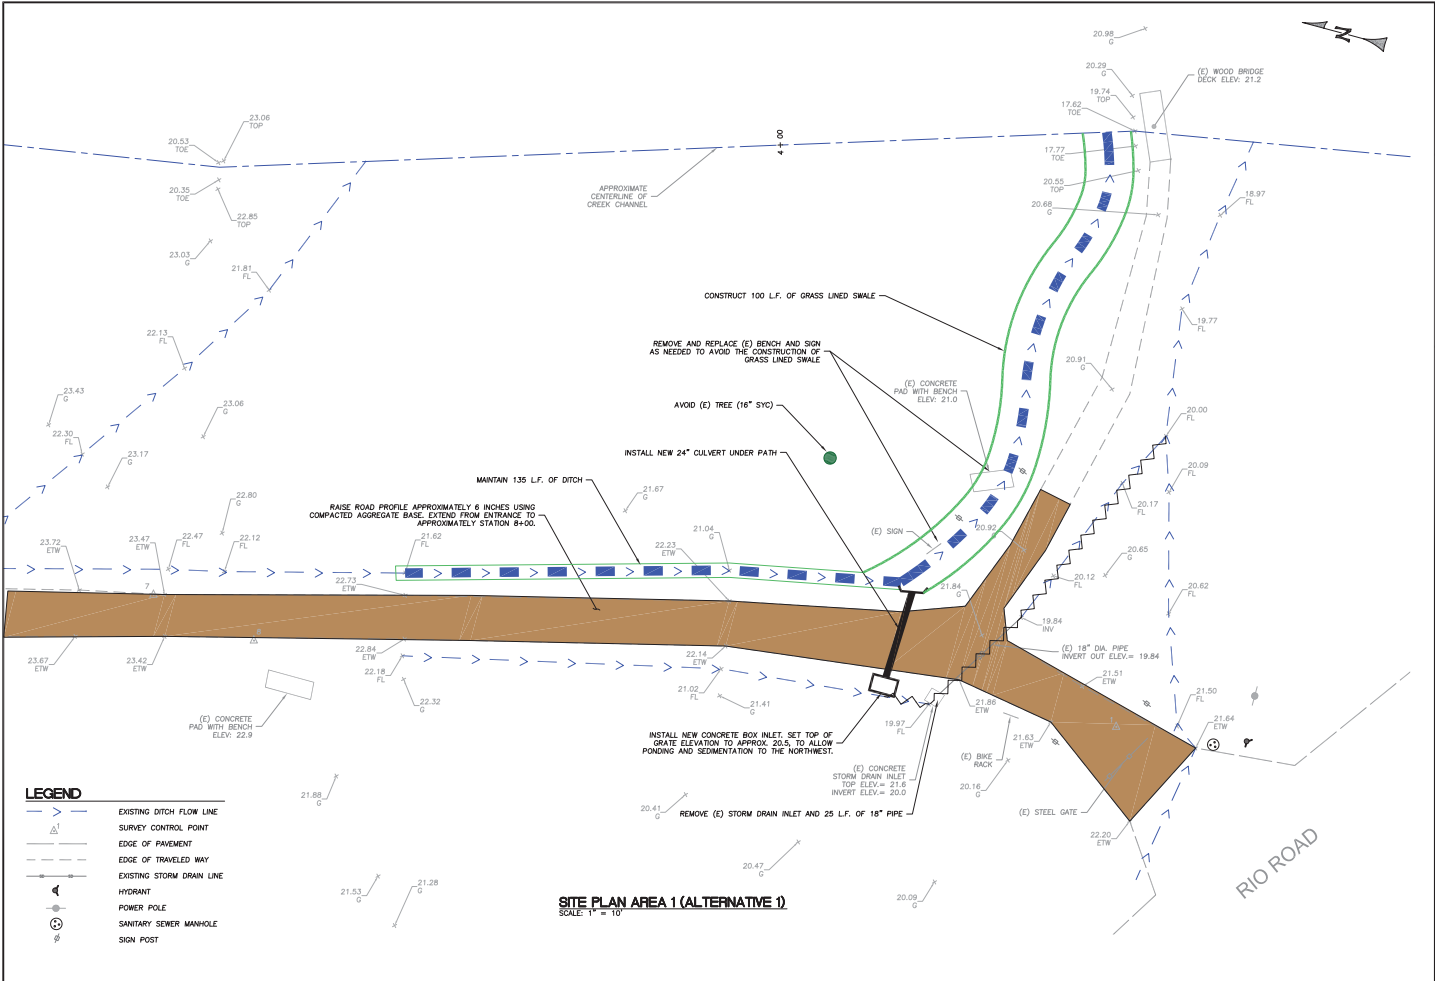 20.98
G
N
20.29
G
(E) WOOD BRIDGE
DECK ELEV: 21.2
19.74
TOP
17.62
TOE
23.06
TOP
20.53
TOE
4+00
17.77
TOE
20.35
TOE
20.55
TOP
APPROXIMATE
CENTERLINE OF
CREEK CHANNEL
18.97
FL
20.68
G
22.85
TOP
23.03
G
21.81
FL
CONSTRUCT 100 L.F. OF GRASS LINED SWALE
19.77
FL
22.13
FL
REMOVE AND REPLACE (E) BENCH AND SIGN
AS NEEDED TO AVOID THE CONSTRUCTION OF
GRASS LINED SWALE
20.91
G
(E) CONCRETE
PAD WITH BENCH
ELEV: 21.0
23.43
G
23.06
G
AVOID (E) TREE (16" SYC)
20.00
FL
22.30
FL
INSTALL NEW 24" CULVERT UNDER PATH
23.17
G
20.09
FL
MAINTAIN 135 L.F. OF DITCH
22.80
G
21.67
G
20.17
FL
RAISE ROAD PROFILE APPROXIMATELY 6 INCHES USING
COMPACTED AGGREGATE BASE. EXTEND FROM ENTRANCE TO
APPROXIMATELY STATION 8+00.
23.72
ETW
23.47
ETW
22.47
FL
22.12
FL
21.62
FL
22.23
ETW
21.04
G
(E) SIGN
20.92
G
20.65
G
20.12
FL
22.73
ETW
7
21.84
G
20.62
FL
19.84
INV
23.67
ETW
23.42
ETW
22.84
ETW
22.14
ETW
(E) 18" DIA. PIPE
INVERT OUT ELEV.= 19.84
22.18
FL
21.02
FL
21.51
ETW
22.32
G
21.41
G
21.86
ETW
21.50
FL
21.64
ETW
1
(E) CONCRETE
PAD WITH BENCH
ELEV: 22.9
19.97
FL
21.63
ETW
INSTALL NEW CONCRETE BOX INLET. SET TOP OF
GRATE ELEVATION TO APPROX. 20.5, TO ALLOW
PONDING AND SEDIMENTATION TO THE NORTHWEST.
(E) BIKE
RACK
(E) CONCRETE
STORM DRAIN INLET
TOP ELEV.= 21.6
INVERT ELEV.= 20.0
20.16
G
21.88
G
20.41
G
REMOVE (E) STORM DRAIN INLET AND 25 L.F. OF 18" PIPE
(E) STEEL GATE
22.20
ETW
RIO ROAD
20.47
G
21.53
G
21.28
G
20.09
G
LEGEND
EXISTING DITCH FLOW LINE
1
SURVEY CONTROL POINT
EDGE OF PAVEMENT
EDGE OF TRAVELED WAY
EXISTING STORM DRAIN LINE
HYDRANT
POWER POLE
SANITARY SEWER MANHOLE
SIGN POST
SITE PLAN AREA 1 (ALTERNATIVE 1)
SCALE: 1" = 10'